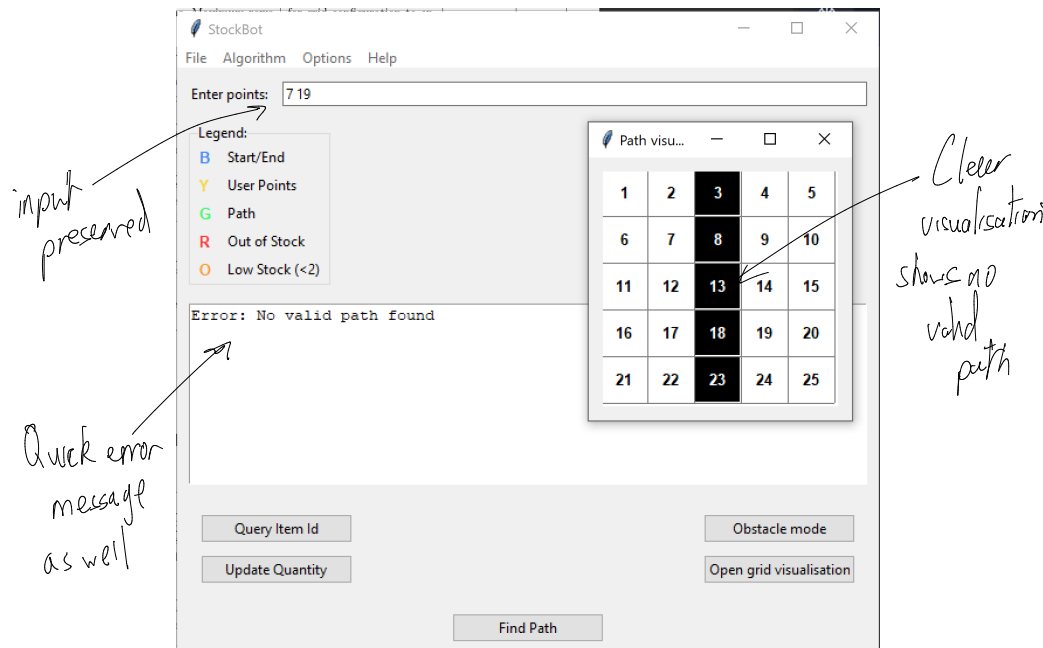 StockBot
File Algorithm Options Help
Enter points: 7 19
Legend:
B Start/End
Y User Points
G Path
R Out of Stock
O Low Stock (<2)
Path visu...
1 2 3 4 5
6 7 8 9 10
11 12 13 14 15
16 17 18 19 20
21 22 23 24 25
Error: No valid path found
Query Item Id
Obstacle mode
Update Quantity
Open grid visualisation
Find Path
input
preserved
Quick error
message
as well
Clear
visualisation
shows no
valid
path